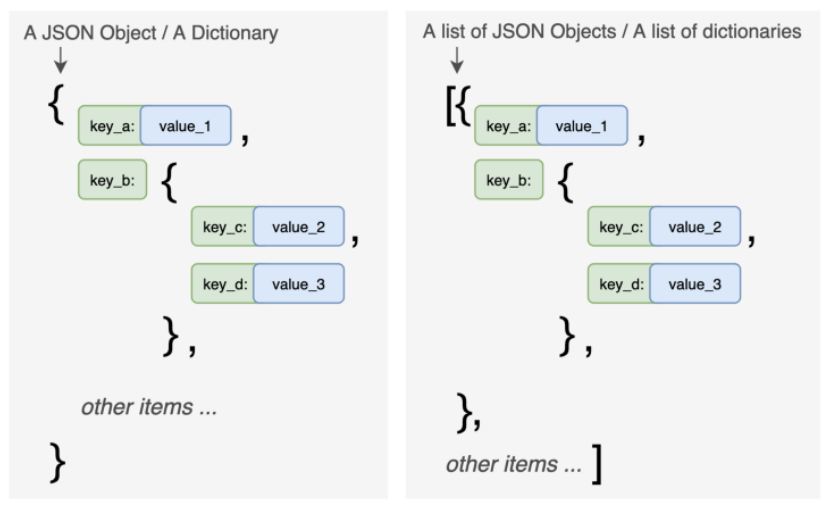 A JSON Object / A Dictionary
{
key_a: value_1 ,
key_b: {
key_c: value_2 ,
key_d: value_3
} ,
other items ...
}
A list of JSON Objects / A list of dictionaries
[{
key_a: value_1 ,
key_b: {
key_c: value_2 ,
key_d: value_3
} ,
},
other items ... ]